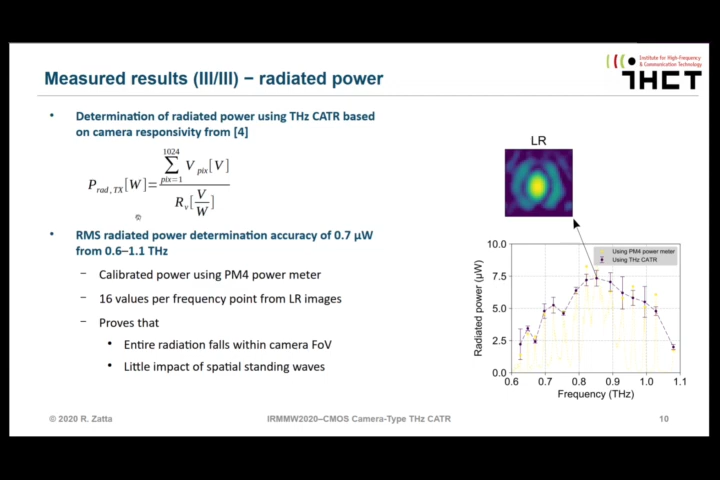 Institute for High-Frequency
& Communication Technology
IHCT
Measured results (III/III) – radiated power
• Determination of radiated power using THz CATR based
on camera responsivity from [4]
P rad,TX [W] = ∑ pix=1 1024 V pix [V] / R v [V/W]
• RMS radiated power determination accuracy of 0.7 µW
from 0.6–1.1 THz
– Calibrated power using PM4 power meter
– 16 values per frequency point from LR images
– Proves that
• Entire radiation falls within camera FoV
• Little impact of spatial standing waves
LR
Using PM4 power meter
Using THz CATR
Radiated power (µW)
10.0
7.5
5.0
2.5
0.0
0.6 0.7 0.8 0.9 1.0 1.1
Frequency (THz)
© 2020 R. Zatta
IRMMW2020–CMOS Camera-Type THz CATR
10